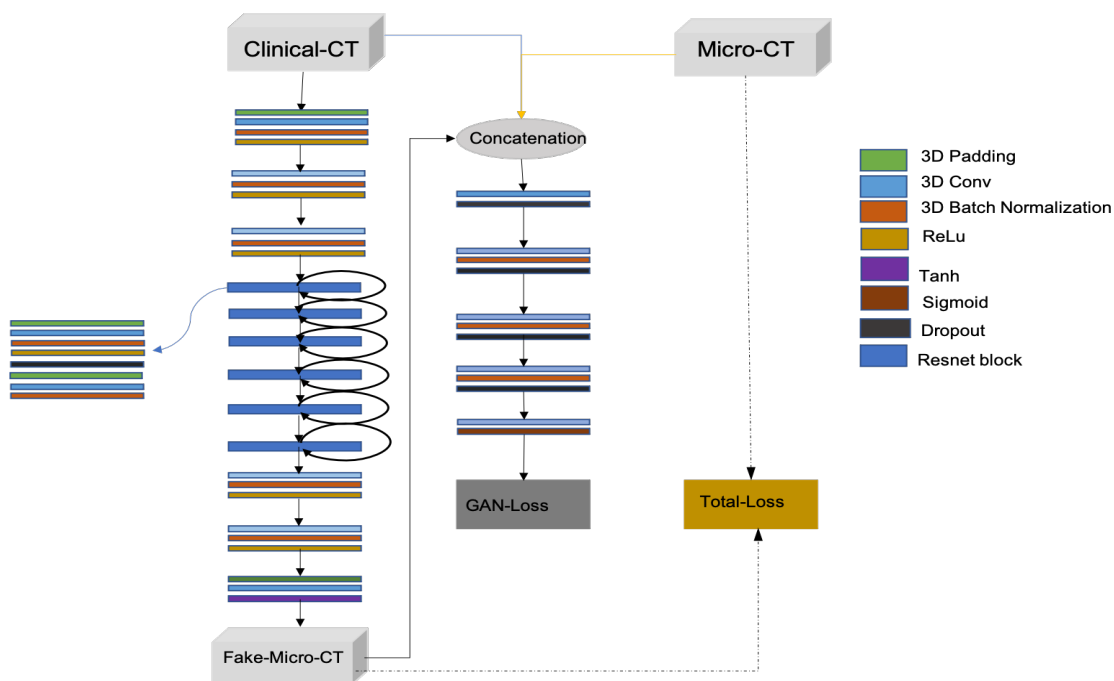 Clinical-CT
Micro-CT
Concatenation
3D Padding
3D Conv
3D Batch Normalization
ReLu
Tanh
Sigmoid
Dropout
Resnet block
GAN-Loss
Total-Loss
Fake-Micro-CT